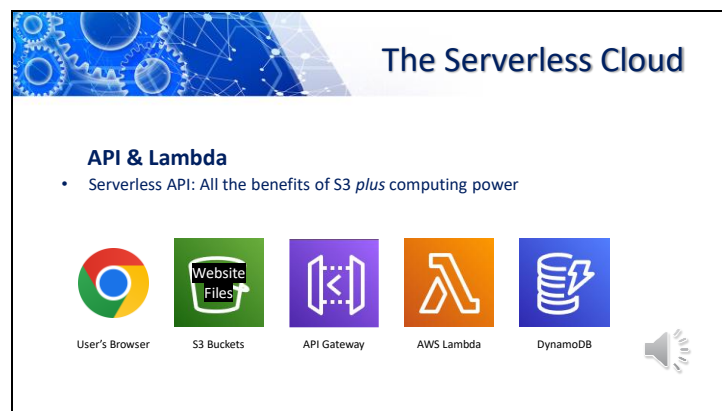 The Serverless Cloud
API & Lambda
• Serverless API: All the benefits of S3 plus computing power
Website
Files
User's Browser
S3 Buckets
API Gateway
AWS Lambda
DynamoDB